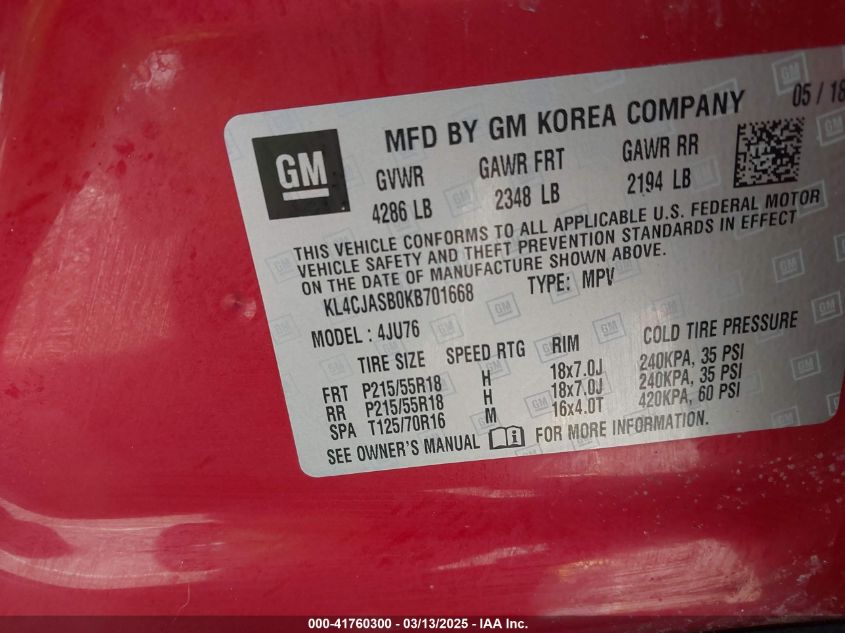 MFD BY GM KOREA COMPANY 05 / 18
GM
GVWR GAWR FRT GAWR RR
4286 LB 2348 LB 2194 LB
THIS VEHICLE CONFORMS TO ALL APPLICABLE U.S. FEDERAL MOTOR
VEHICLE SAFETY AND THEFT PREVENTION STANDARDS IN EFFECT
ON THE DATE OF MANUFACTURE SHOWN ABOVE.
KL4CJASB0KB701668 TYPE: MPV
MODEL: 4JU76
TIRE SIZE SPEED RTG RIM COLD TIRE PRESSURE
FRT P215/55R18 H 18x7.0J 240KPA, 35 PSI
RR P215/55R18 H 18x7.0J 240KPA, 35 PSI
SPA T125/70R16 M 16x4.0T 420KPA, 60 PSI
SEE OWNER'S MANUAL FOR MORE INFORMATION.
000-41760300 - 03/13/2025 - IAA Inc.